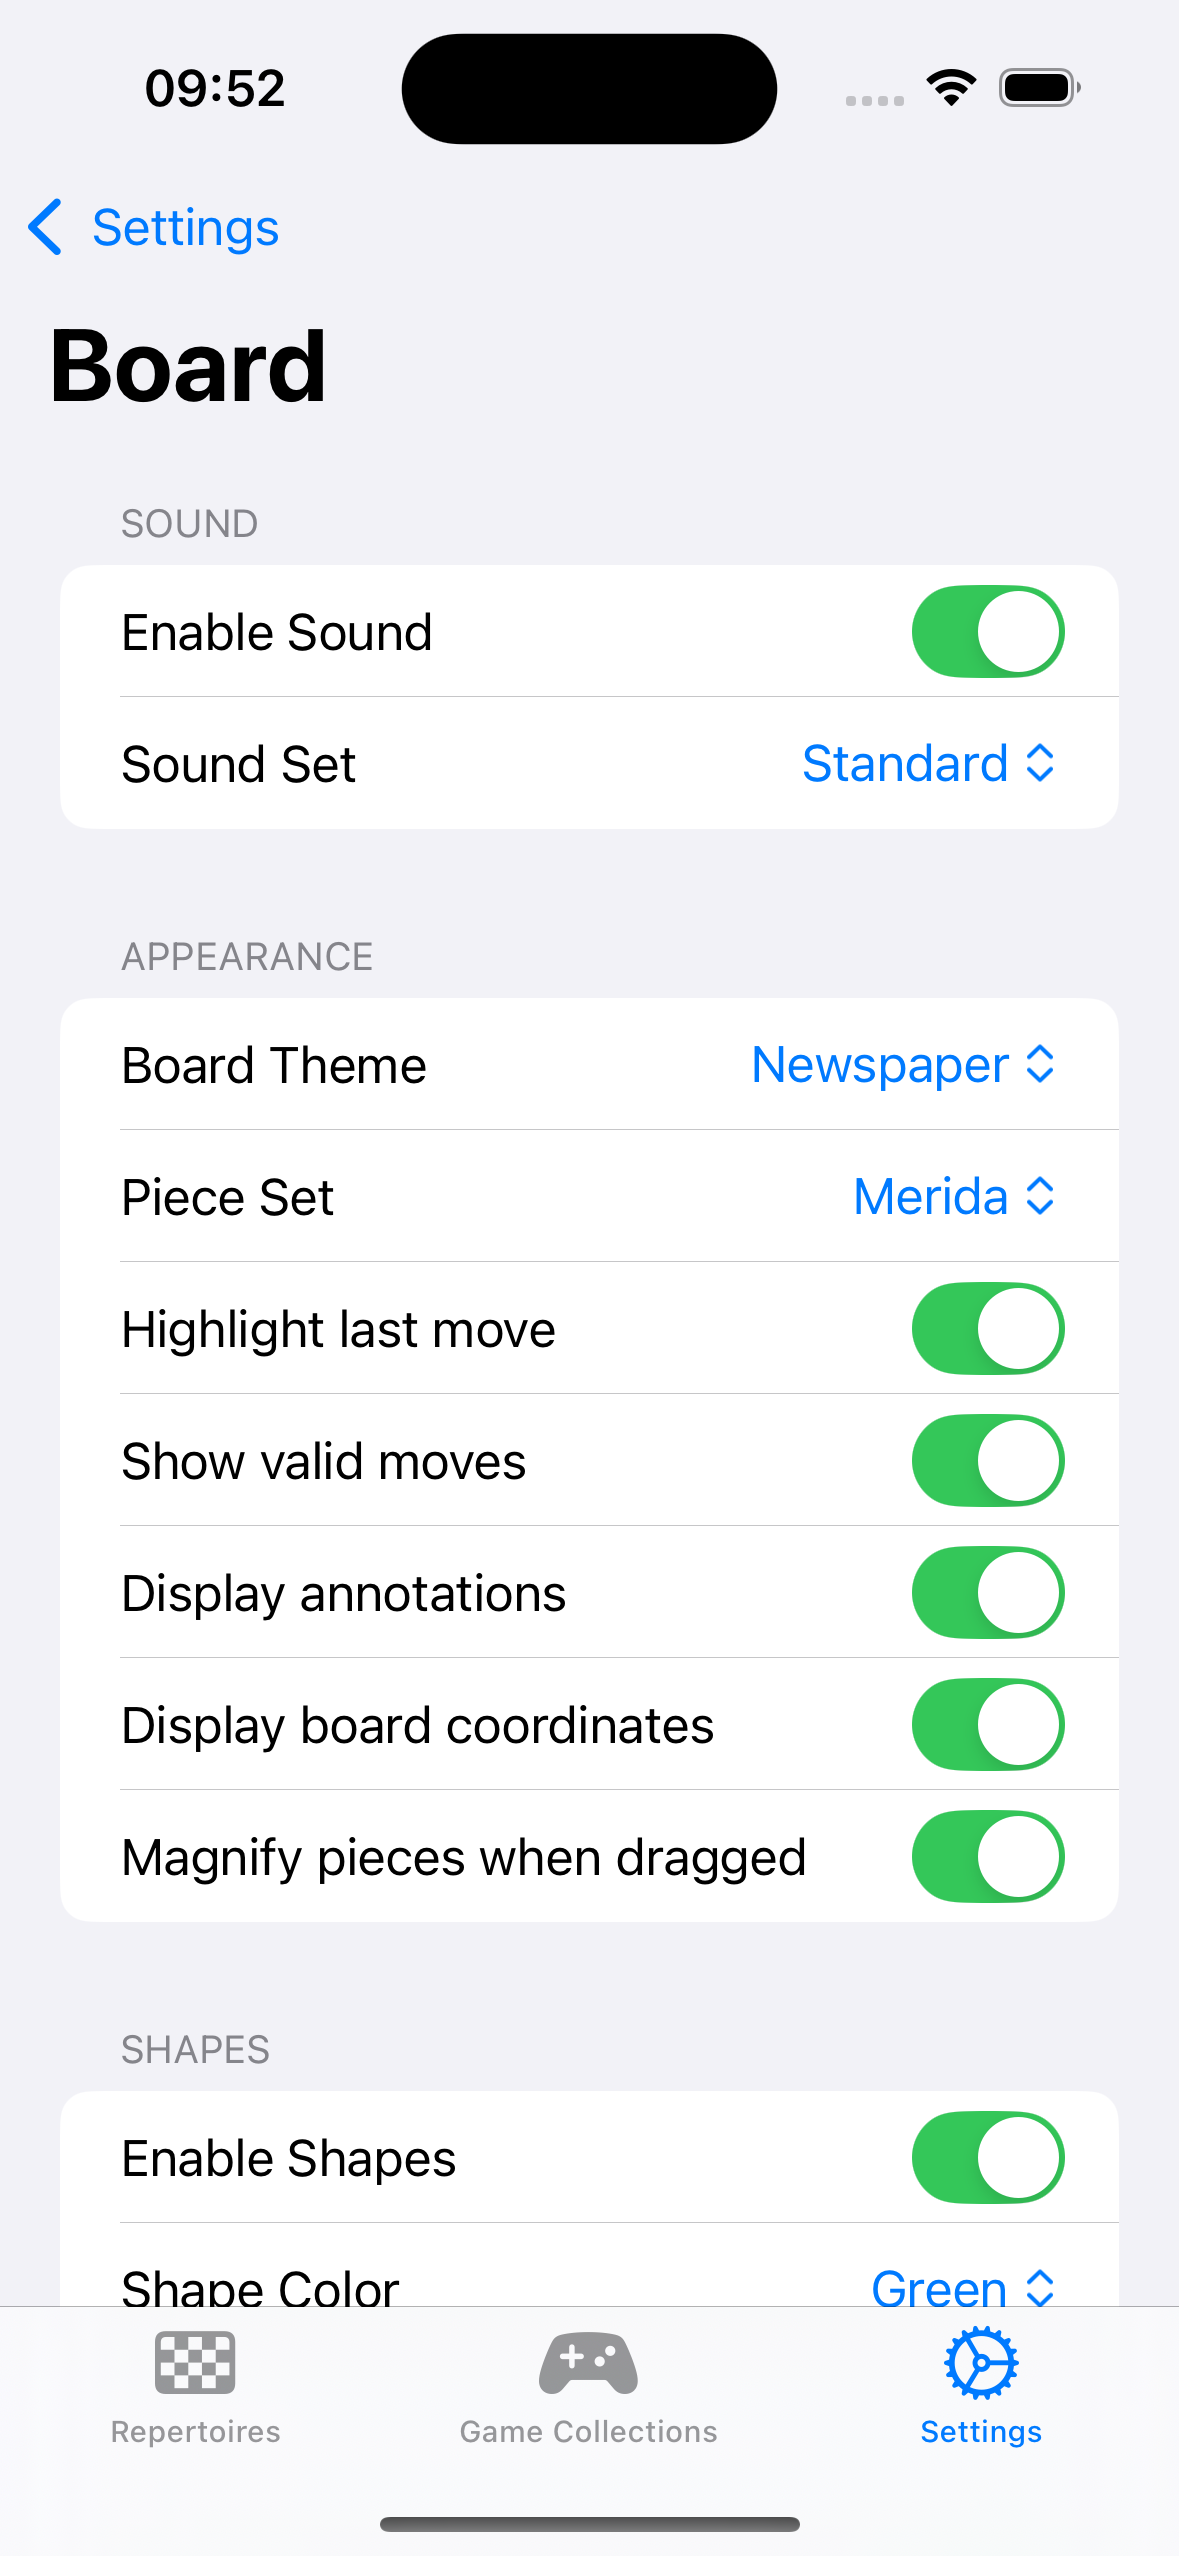 09:52
Settings
Board
SOUND
Enable Sound
Sound Set Standard
APPEARANCE
Board Theme Newspaper
Piece Set Merida
Highlight last move
Show valid moves
Display annotations
Display board coordinates
Magnify pieces when dragged
SHAPES
Enable Shapes
Shape Color Green
Repertoires Game Collections Settings